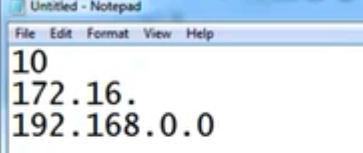 Untitled - Notepad
File Edit Format View Help
10
172.16.
192.168.0.0